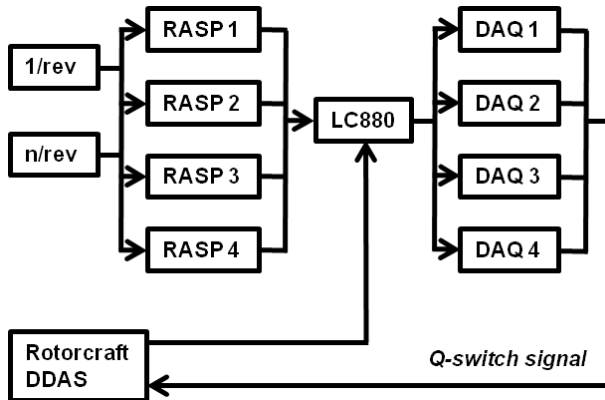 1/rev
n/rev
RASP 1
RASP 2
RASP 3
RASP 4
LC880
DAQ 1
DAQ 2
DAQ 3
DAQ 4
Rotorcraft
DDAS
Q-switch signal